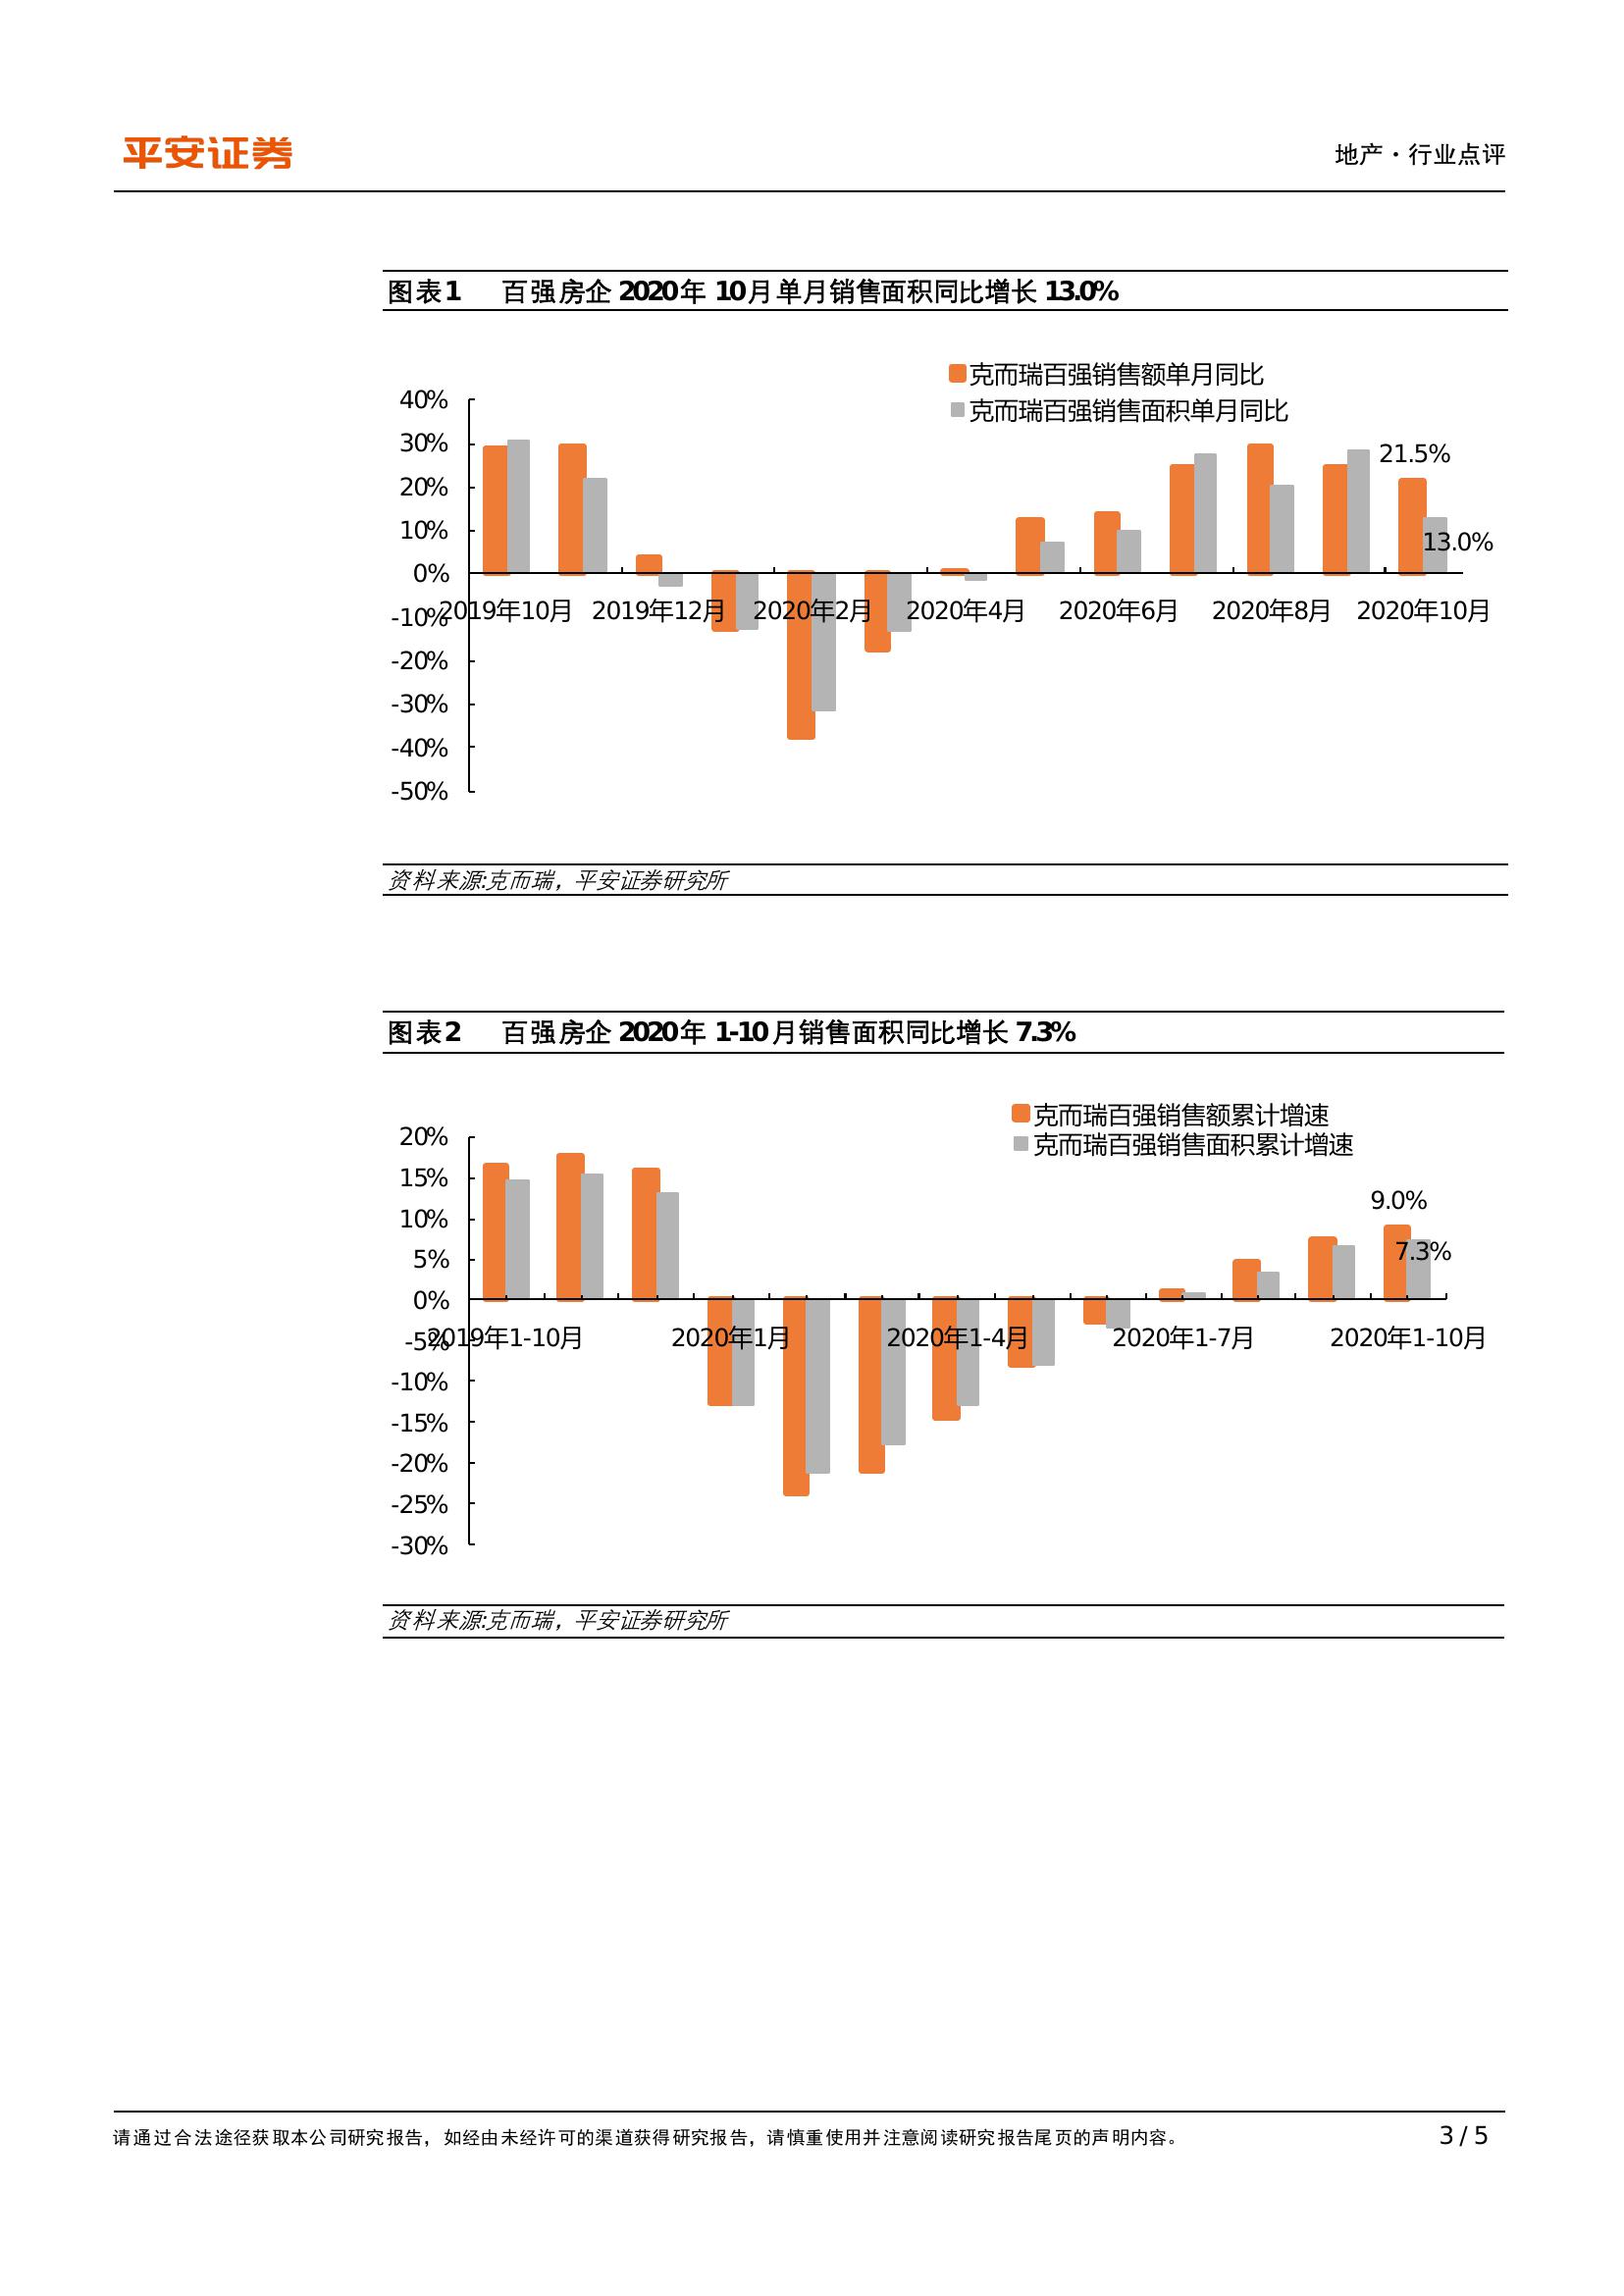 平安证券
地产·行业点评
图表1 百强房企 2020年 10月单月销售面积同比增长 13.0%
克而瑞百强销售额单月同比
克而瑞百强销售面积单月同比
40%
30%
20%
10%
0%
-10%
-20%
-30%
-40%
-50%
21.5%
13.0%
2019年10月 2019年12月 2020年2月 2020年4月 2020年6月 2020年8月 2020年10月
资料来源:克而瑞，平安证券研究所
图表2 百强房企 2020年 1-10月销售面积同比增长 7.3%
克而瑞百强销售额累计增速
克而瑞百强销售面积累计增速
20%
15%
10%
5%
0%
-5%
-10%
-15%
-20%
-25%
-30%
9.0%
7.3%
2019年1-10月 2020年1月 2020年1-4月 2020年1-7月 2020年1-10月
资料来源:克而瑞，平安证券研究所
请通过合法途径获取本公司研究报告，如经由未经许可的渠道获得研究报告，请慎重使用并注意阅读研究报告尾页的声明内容。 3 / 5